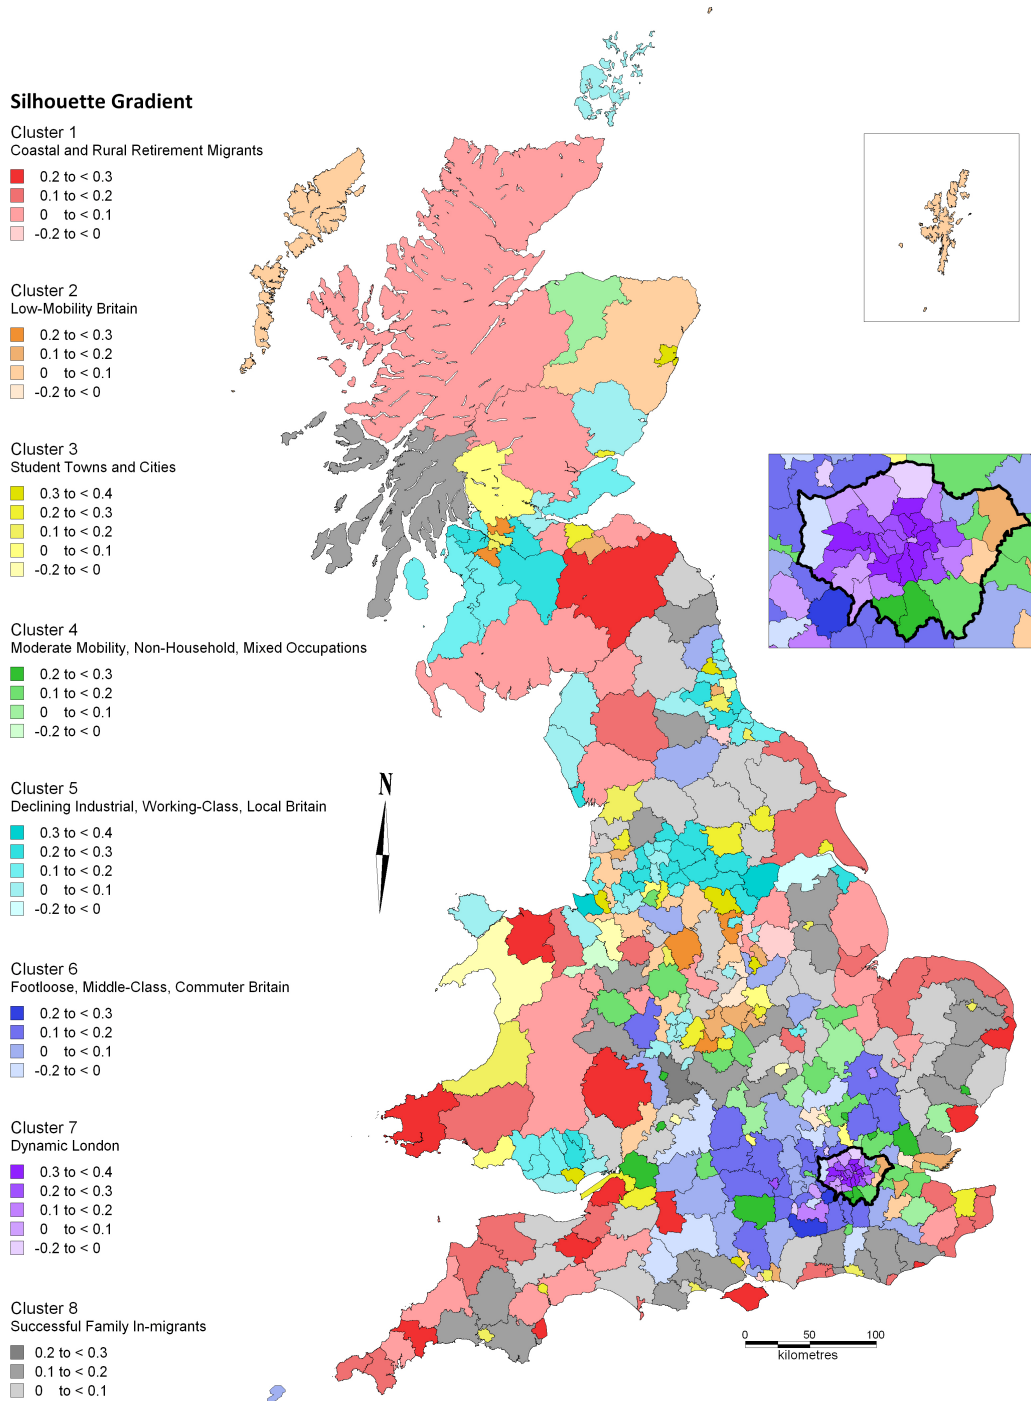 Silhouette Gradient
Cluster 1
Coastal and Rural Retirement Migrants
0.2 to < 0.3
0.1 to < 0.2
0 to < 0.1
-0.2 to < 0
Cluster 2
Low-Mobility Britain
0.2 to < 0.3
0.1 to < 0.2
0 to < 0.1
-0.2 to < 0
Cluster 3
Student Towns and Cities
0.3 to < 0.4
0.2 to < 0.3
0.1 to < 0.2
0 to < 0.1
-0.2 to < 0
Cluster 4
Moderate Mobility, Non-Household, Mixed Occupations
0.2 to < 0.3
0.1 to < 0.2
0 to < 0.1
-0.2 to < 0
Cluster 5
Declining Industrial, Working-Class, Local Britain
0.3 to < 0.4
0.2 to < 0.3
0.1 to < 0.2
0 to < 0.1
-0.2 to < 0
Cluster 6
Footloose, Middle-Class, Commuter Britain
0.2 to < 0.3
0.1 to < 0.2
0 to < 0.1
-0.2 to < 0
Cluster 7
Dynamic London
0.3 to < 0.4
0.2 to < 0.3
0.1 to < 0.2
0 to < 0.1
-0.2 to < 0
Cluster 8
Successful Family In-migrants
0.2 to < 0.3
0.1 to < 0.2
0 to < 0.1
N
0 50 100
kilometres